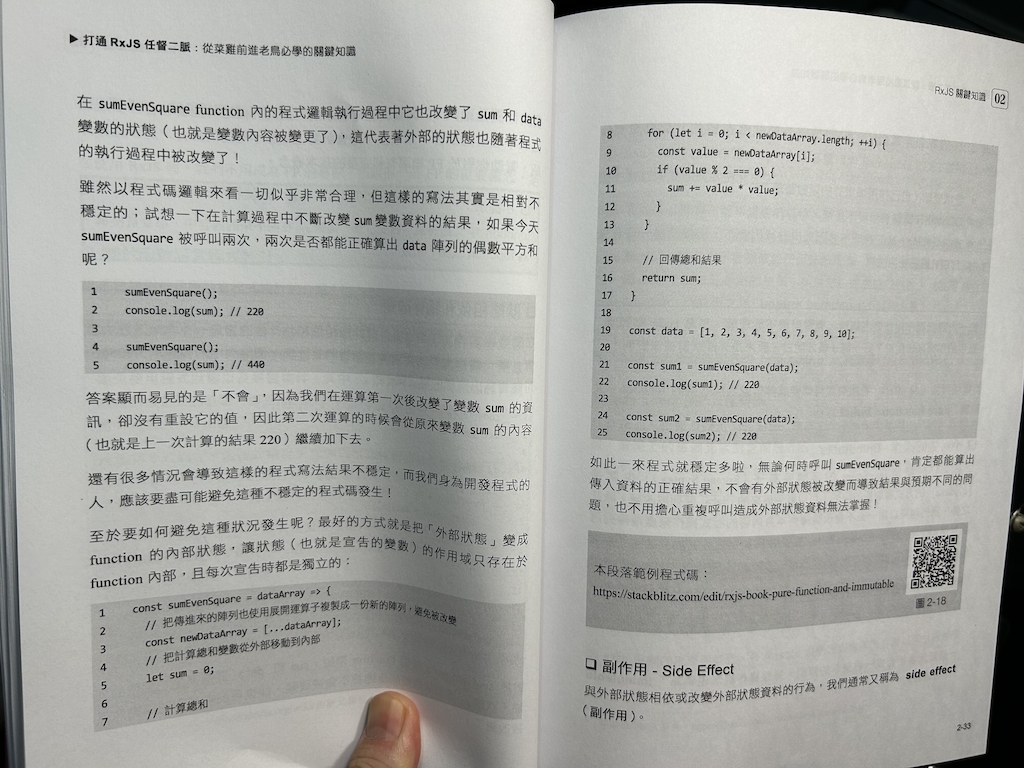 ▶ 打通 RxJS 任督二脈：從菜雞前進老鳥必學的關鍵知識
在 sumEvenSquare function 內的程式邏輯執行過程中它也改變了 sum 和 data
變數的狀態（也就是變數內容被變更了），這代表著外部的狀態也隨著程式
的執行過程中被改變了！
雖然以程式碼邏輯來看一切似乎非常合理，但這樣的寫法其實是相對不
穩定的；試想一下在計算過程中不斷改變 sum 變數資料的結果，如果今天
sumEvenSquare 被呼叫兩次，兩次是否都能正確算出 data 陣列的偶數平方和
呢？
1 sumEvenSquare();
2 console.log(sum); // 220
3
4 sumEvenSquare();
5 console.log(sum); // 440
答案顯而易見的是「不會」，因為我們在運算第一次後改變了變數 sum 的資
訊，卻沒有重設它的值，因此第二次運算的時候會從原來變數 sum 的內容
（也就是上一次計算的結果 220）繼續加下去。
還有很多情況會導致這樣的程式寫法結果不穩定，而我們身為開發程式的
人，應該要盡可能避免這種不穩定的程式碼發生！
至於要如何避免這種狀況發生呢？最好的方式就是把「外部狀態」變成
function 的內部狀態，讓狀態（也就是宣告的變數）的作用域只存在於
function 內部，且每次宣告時都是獨立的：
1 const sumEvenSquare = dataArray => {
2 // 把傳進來的陣列也使用展開運算子複製成一份新的陣列，避免被改變
3 const newDataArray = [...dataArray];
4 // 把計算總和變數從外部移動到內部
5 let sum = 0;
6
7 // 計算總和
RxJS 關鍵知識 02
8 for (let i = 0; i < newDataArray.length; ++i) {
9 const value = newDataArray[i];
10 if (value % 2 === 0) {
11 sum += value * value;
12 }
13 }
14
15 // 回傳總和結果
16 return sum;
17 }
18
19 const data = [1, 2, 3, 4, 5, 6, 7, 8, 9, 10];
20
21 const sum1 = sumEvenSquare(data);
22 console.log(sum1); // 220
23
24 const sum2 = sumEvenSquare(data);
25 console.log(sum2); // 220
如此一來程式就穩定多啦，無論何時呼叫 sumEvenSquare，肯定都能算出
傳入資料的正確結果，不會有外部狀態被改變而導致結果與預期不同的問
題，也不用擔心重複呼叫造成外部狀態資料無法掌握！
本段落範例程式碼：
https://stackblitz.com/edit/rxjs-book-pure-function-and-immutable
圖 2-18
❏ 副作用 - Side Effect
與外部狀態相依或改變外部狀態資料的行為，我們通常又稱為 side effect
（副作用）。
2-33